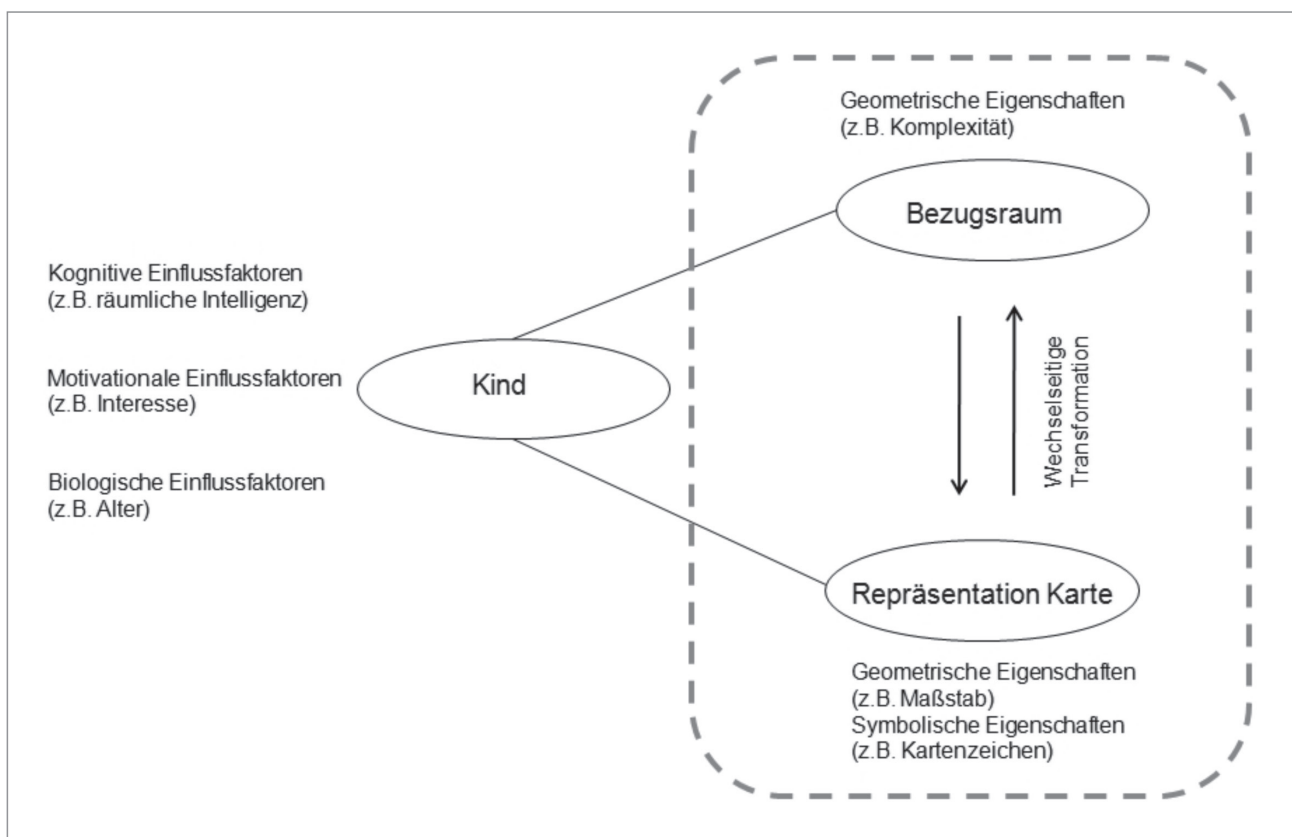 Geometrische Eigenschaften
(z.B. Komplexität)
Bezugsraum
Kognitive Einflussfaktoren
(z.B. räumliche Intelligenz)
Motivationale Einflussfaktoren
(z.B. Interesse)
Kind
Biologische Einflussfaktoren
(z.B. Alter)
Wechselseitige
Transformation
Repräsentation Karte
Geometrische Eigenschaften
(z.B. Maßstab)
Symbolische Eigenschaften
(z.B. Kartenzeichen)